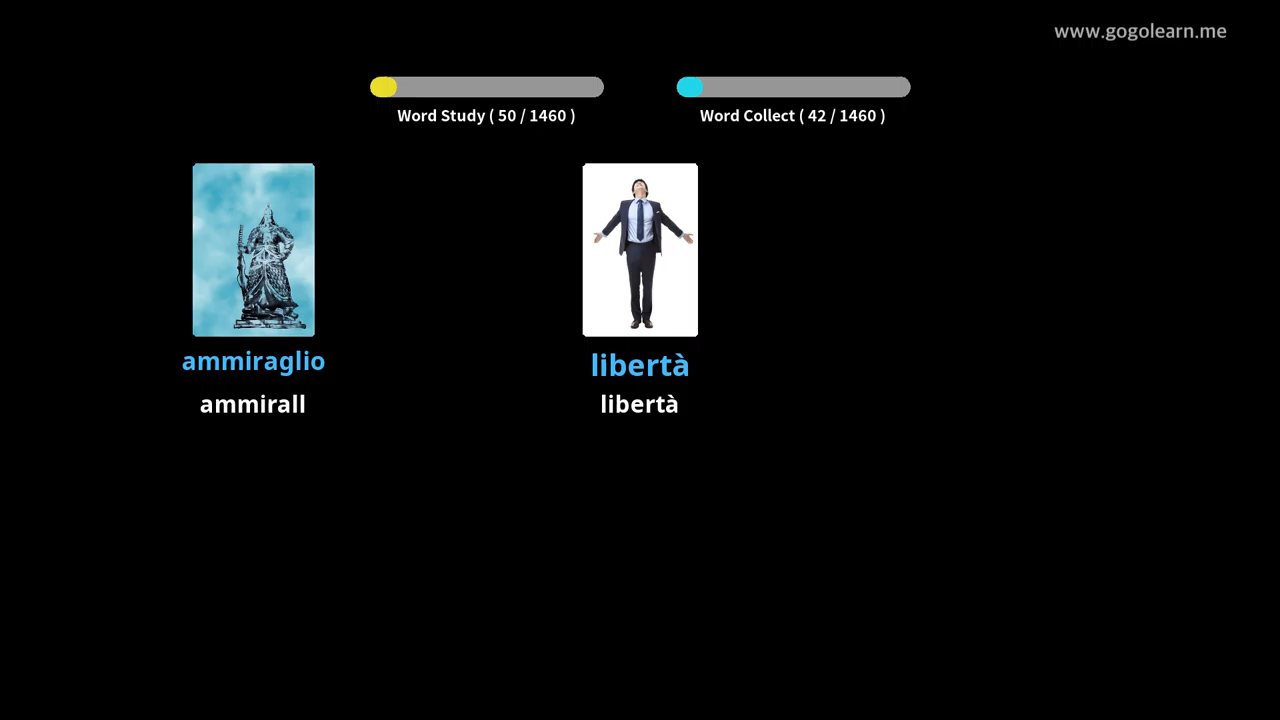 www.gogolearn.me
Word Study ( 50 / 1460 )
Word Collect ( 42 / 1460 )
ammiraglio
libertà
ammirall
libertà